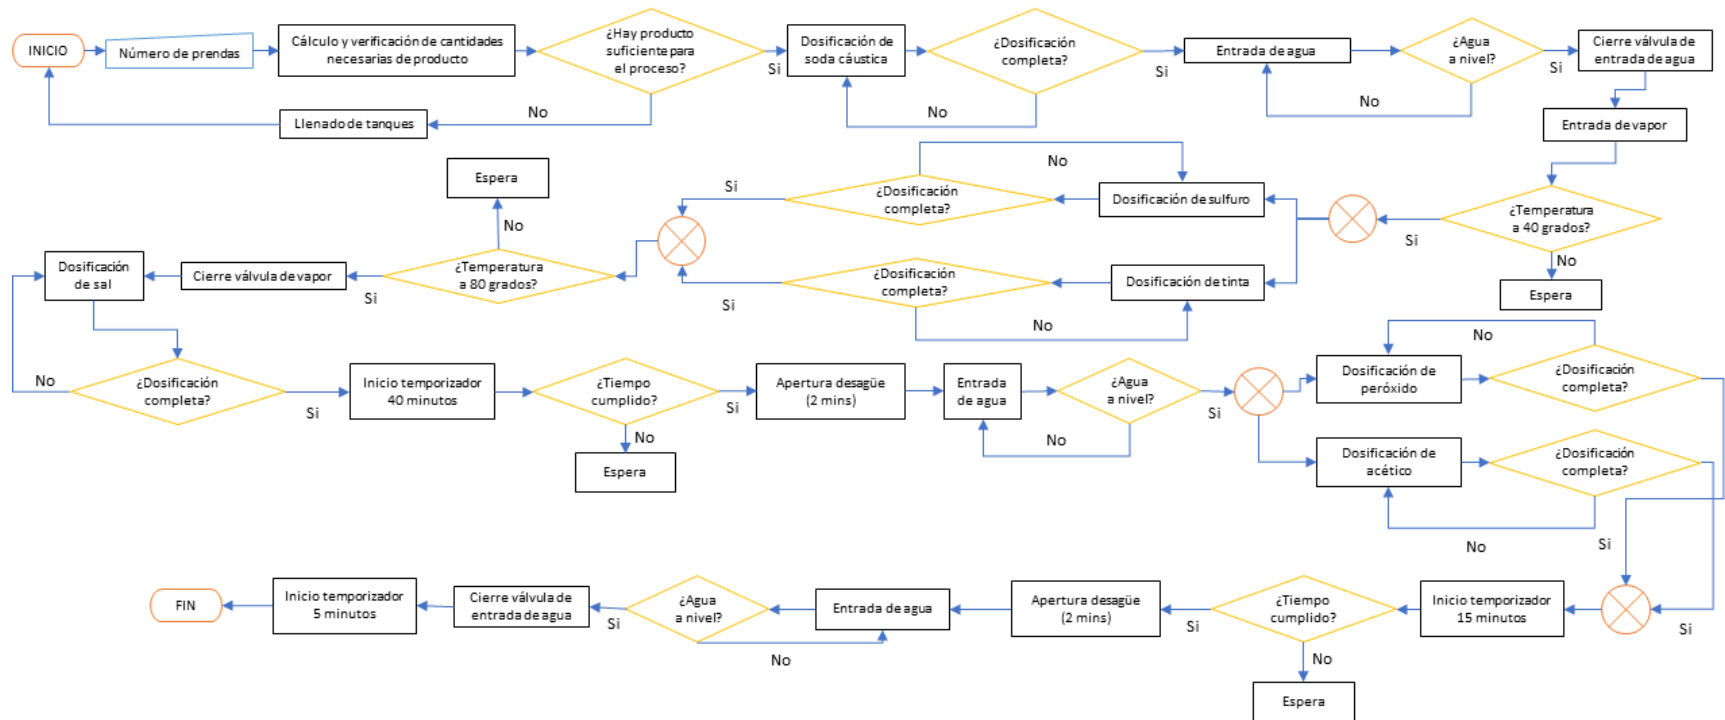 INICIO
Número de prendas
Cálculo y verificación de cantidades
necesarias de producto
¿Hay producto
suficiente para
el proceso?
Si
No
Llenado de tanques
Dosificación de
soda cáustica
¿Dosificación
completa?
Si
No
Entrada de agua
¿Agua
a nivel?
Si
No
Cierre válvula de
entrada de agua
Entrada de vapor
¿Temperatura
a 40 grados?
Si
No
Espera
Dosificación de sulfuro
¿Dosificación
completa?
No
Si
Dosificación de tinta
¿Dosificación
completa?
No
Si
¿Temperatura
a 80 grados?
No
Espera
Si
Cierre válvula de vapor
Dosificación
de sal
¿Dosificación
completa?
No
Si
Inicio temporizador
40 minutos
¿Tiempo
cumplido?
No
Espera
Si
Apertura desagüe
(2 mins)
Entrada
de agua
¿Agua
a nivel?
No
Si
Dosificación de
peróxido
¿Dosificación
completa?
No
Si
Dosificación de
acético
¿Dosificación
completa?
No
Si
Inicio temporizador
15 minutos
¿Tiempo
cumplido?
No
Espera
Si
Apertura desagüe
(2 mins)
Entrada de agua
¿Agua
a nivel?
No
Si
Cierre válvula de
entrada de agua
Inicio temporizador
5 minutos
FIN